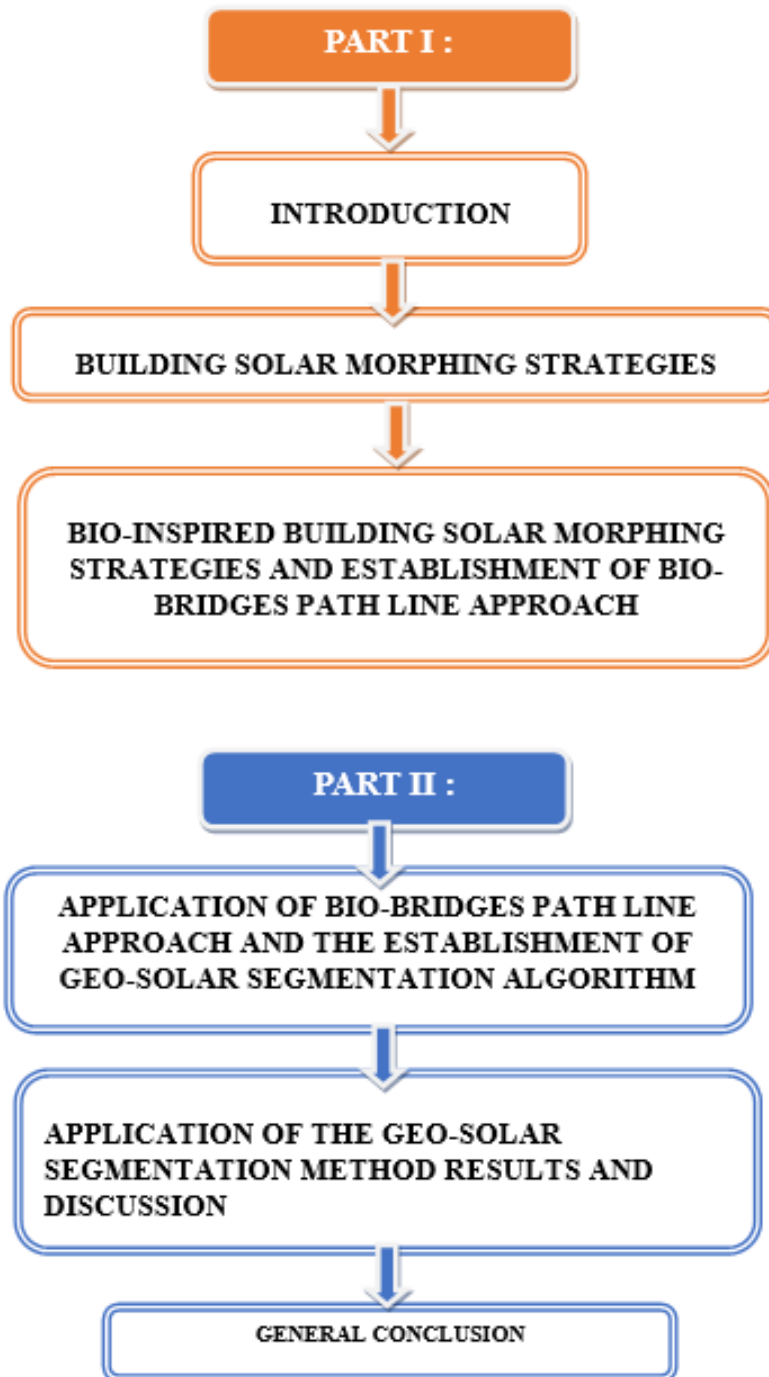 PART I :
INTRODUCTION
BUILDING SOLAR MORPHING STRATEGIES
BIO-INSPIRED BUILDING SOLAR MORPHING
STRATEGIES AND ESTABLISHMENT OF BIO-
BRIDGES PATH LINE APPROACH
PART II :
APPLICATION OF BIO-BRIDGES PATH LINE
APPROACH AND THE ESTABLISHMENT OF
GEO-SOLAR SEGMENTATION ALGORITHM
APPLICATION OF THE GEO-SOLAR
SEGMENTATION METHOD RESULTS AND
DISCUSSION
GENERAL CONCLUSION